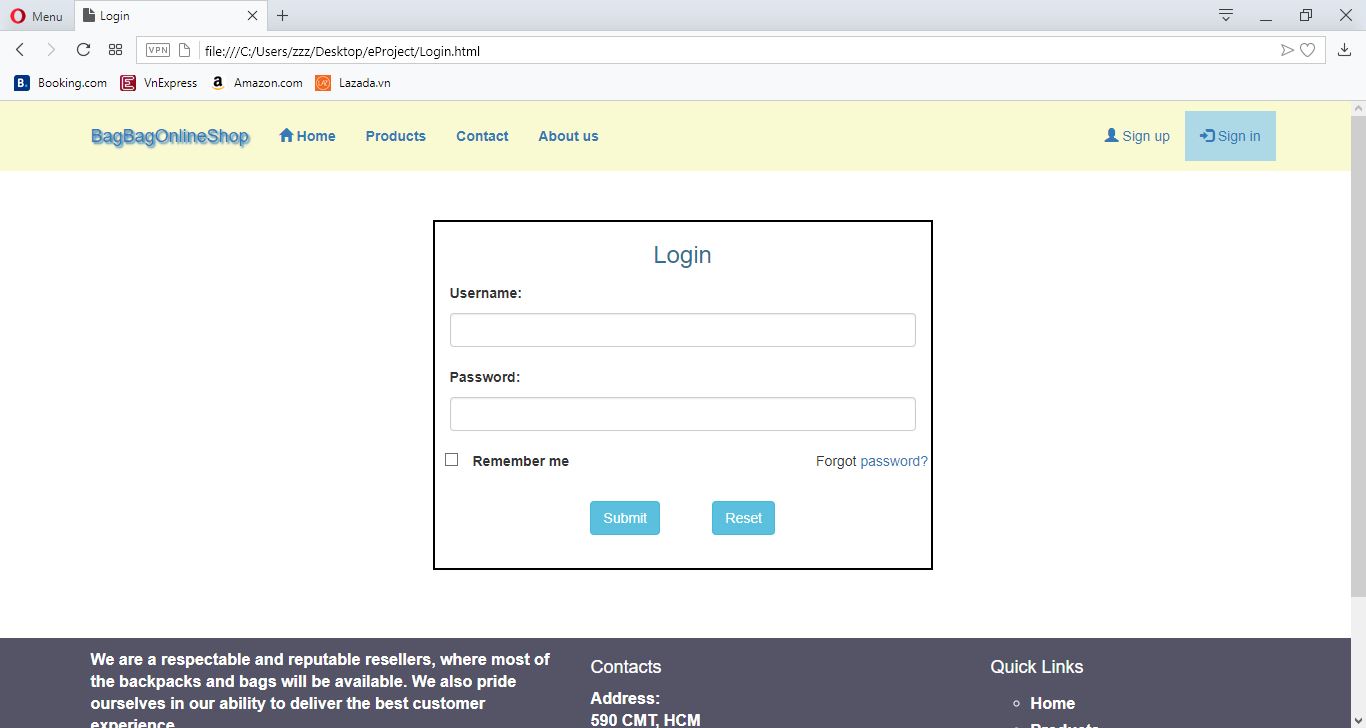 Menu
Login
VPN
file:///C:/Users/zzz/Desktop/eProject/Login.html
B. Booking.com
E VnExpress
a Amazon.com
Lazada.vn
BagBagOnlineShop
Home
Products
Contact
About us
Sign up
Sign in
Login
Username:
Password:
Remember me
Forgot password?
Submit
Reset
We are a respectable and reputable resellers, where most of
the backpacks and bags will be available. We also pride
ourselves in our ability to deliver the best customer
experience
Contacts
Address:
590 CMT, HCM
Quick Links
Home
Products